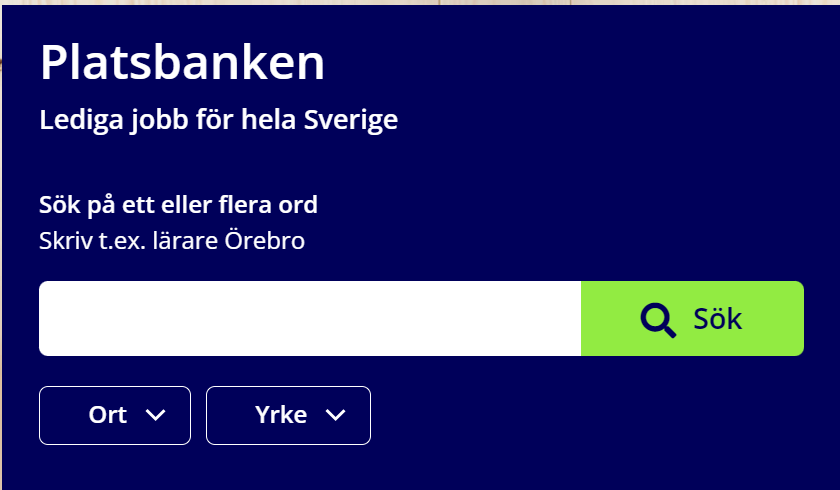 Platsbanken
Lediga jobb för hela Sverige
Sök på ett eller flera ord
Skriv t.ex. lärare Örebro
Sök
Ort
Yrke